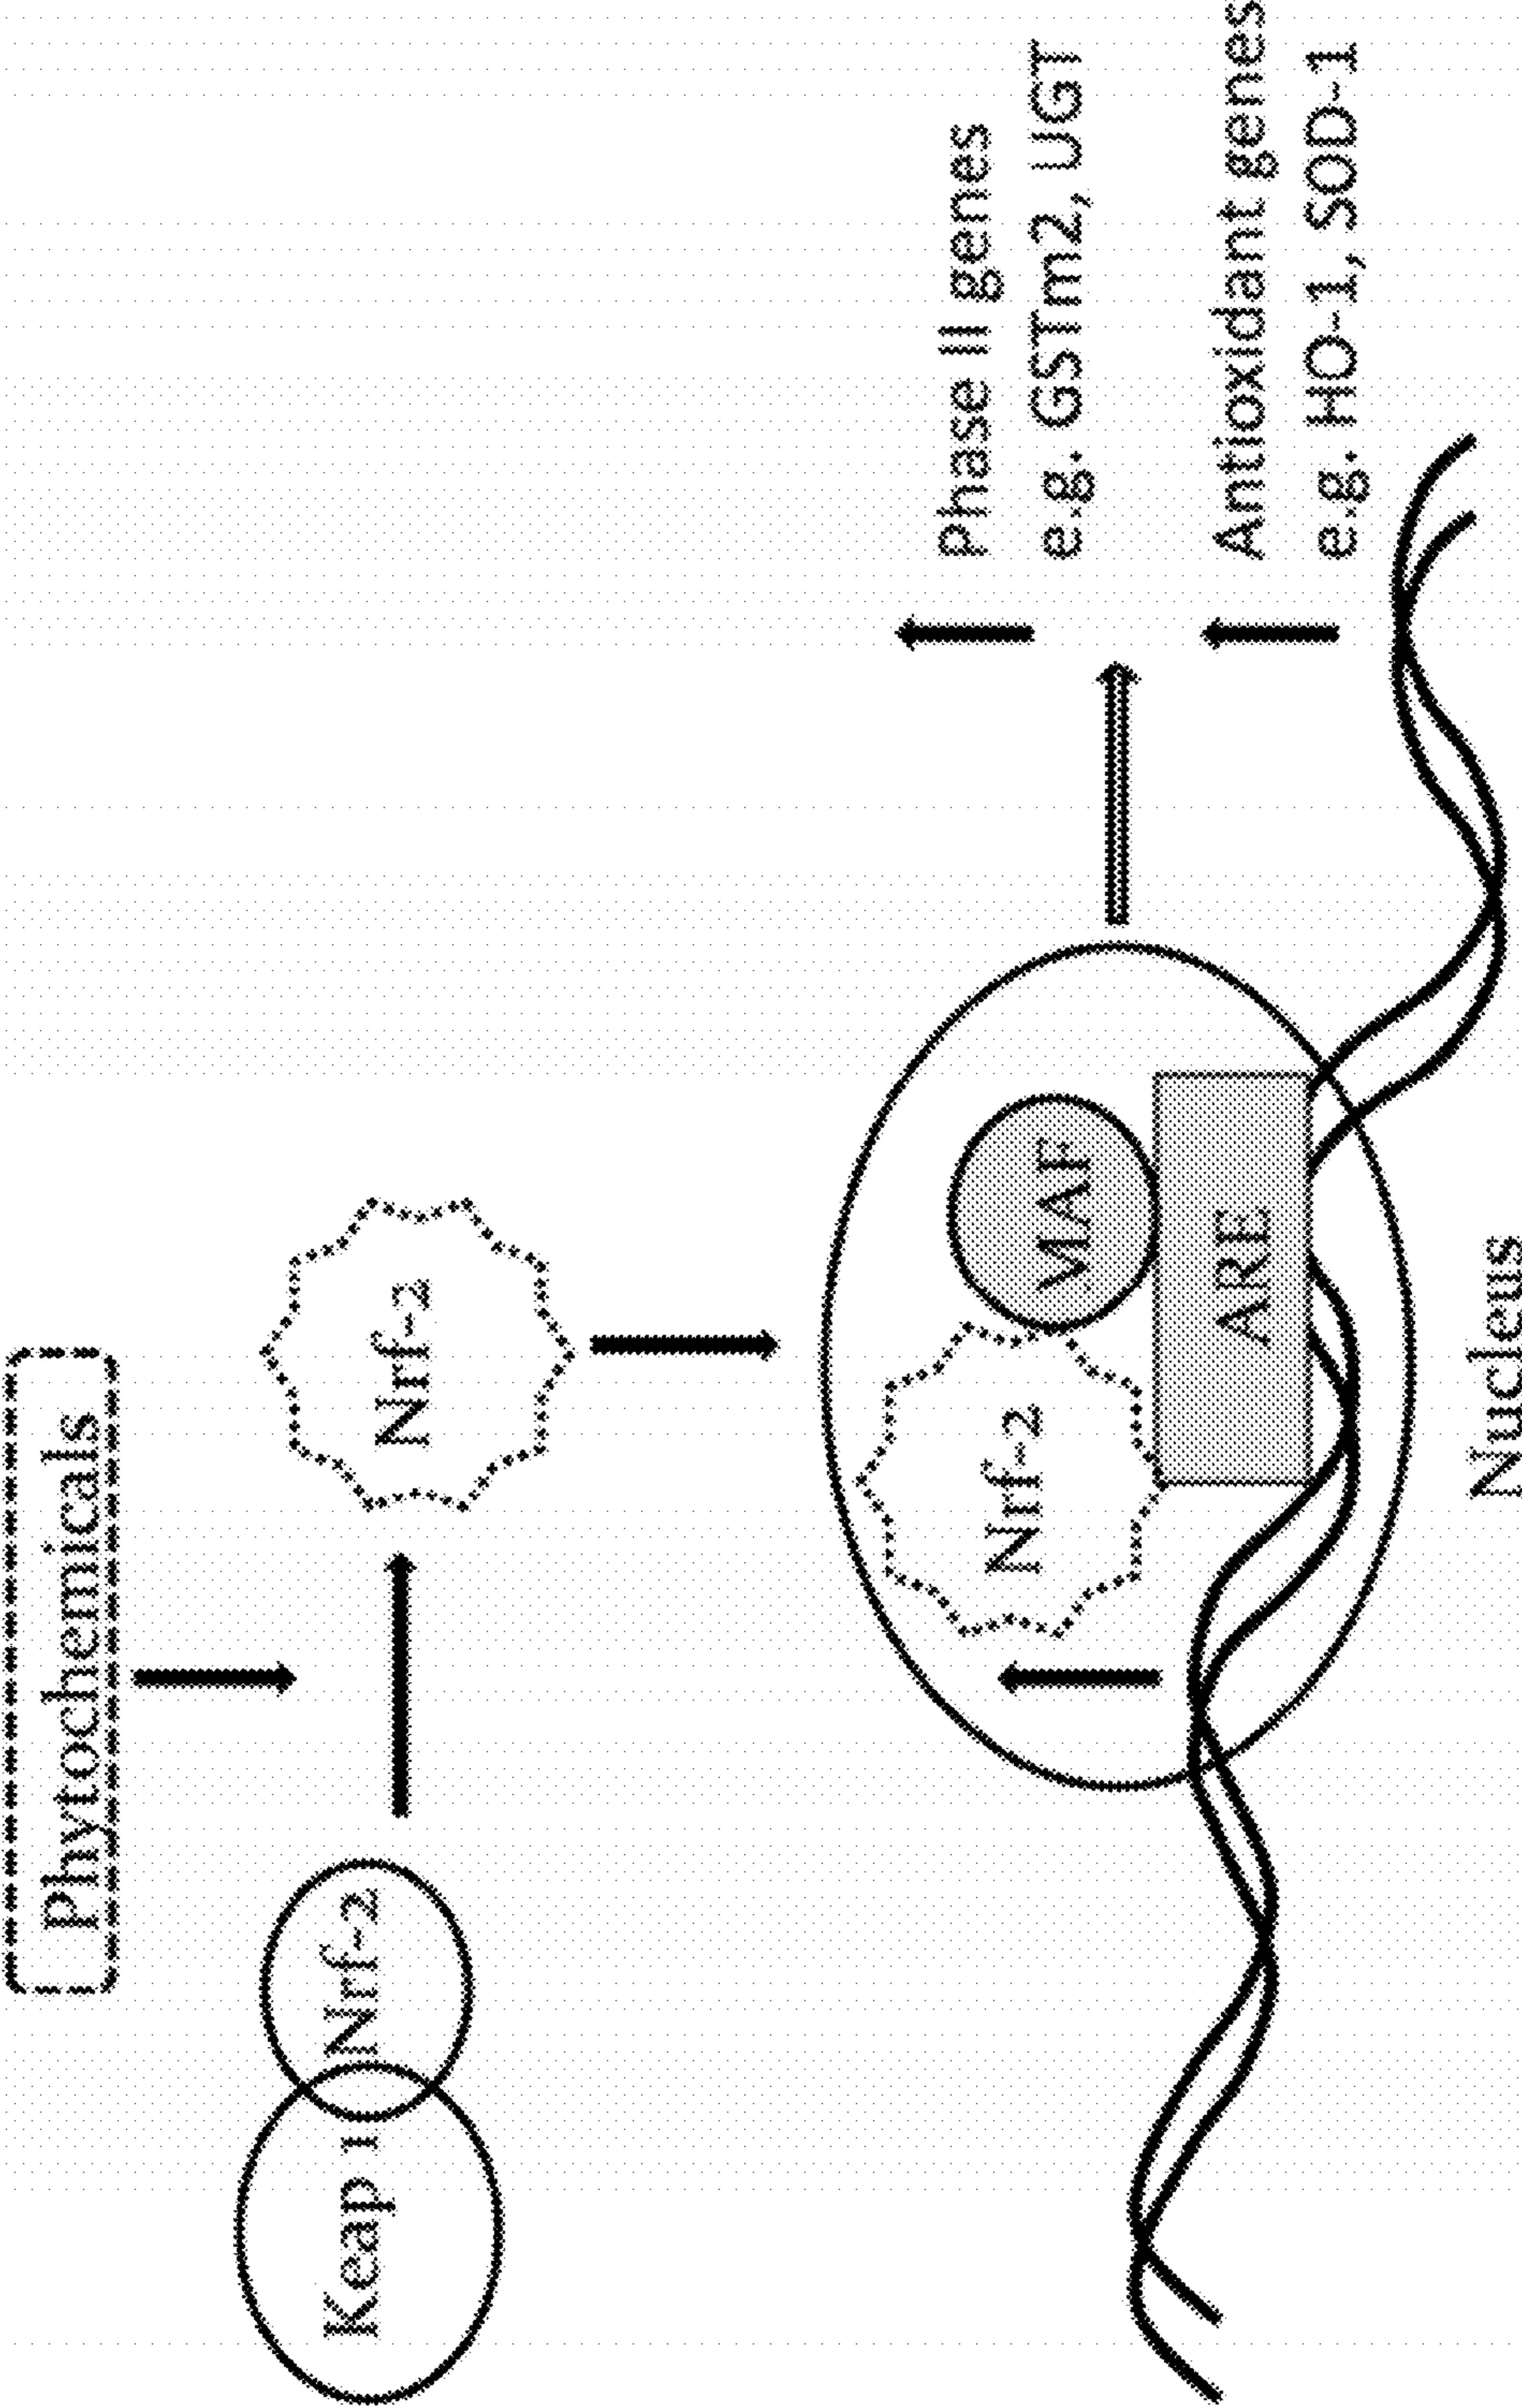 Phytochemicals
Keap 1
Nrf-2
Nrf-2
Nrf-2
MAF
ARE
Nucleus
Phase II genes
e.g. GSTm2, UGT
Antioxidant genes
e.g. HO-1, SOD-1